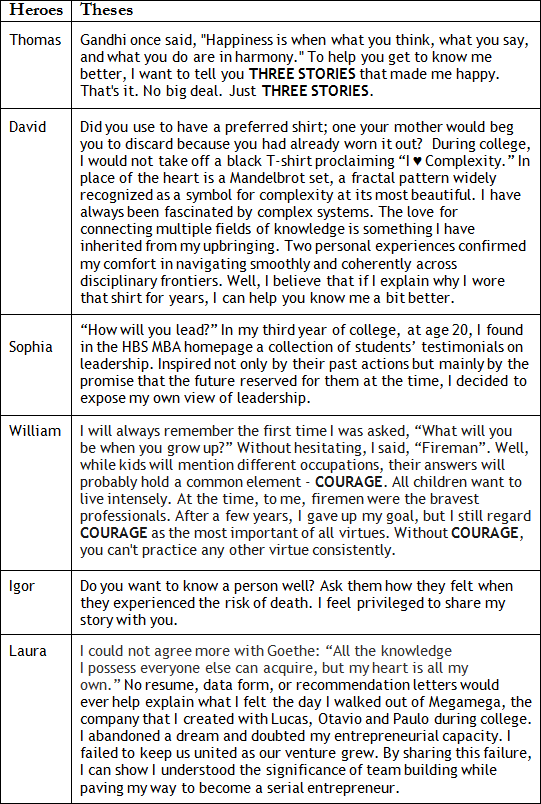 Heroes Theses
Thomas Gandhi once said, "Happiness is when what you think, what you say,
and what you do are in harmony." To help you get to know me
better, I want to tell you THREE STORIES that made me happy.
That's it. No big deal. Just THREE STORIES.
David Did you use to have a preferred shirt; one your mother would beg
you to discard because you had already worn it out?  During college,
I would not take off a black T-shirt proclaiming “I ♥ Complexity.” In
place of the heart is a Mandelbrot set, a fractal pattern widely
recognized as a symbol for complexity at its most beautiful. I have
always been fascinated by complex systems. The love for
connecting multiple fields of knowledge is something I have
inherited from my upbringing. Two personal experiences confirmed
my comfort in navigating smoothly and coherently across
disciplinary frontiers. Well, I believe that if I explain why I wore
that shirt for years, I can help you know me a bit better.
Sophia “How will you lead?” In my third year of college, at age 20, I found
in the HBS MBA homepage a collection of students’ testimonials on
leadership. Inspired not only by their past actions but mainly by the
promise that the future reserved for them at the time, I decided to
expose my own view of leadership.
William I will always remember the first time I was asked, “What will you
be when you grow up?” Without hesitating, I said, “Fireman”. Well,
while kids will mention different occupations, their answers will
probably hold a common element - COURAGE. All children want to
live intensely. At the time, to me, firemen were the bravest
professionals. After a few years, I gave up my goal, but I still regard
COURAGE as the most important of all virtues. Without COURAGE,
you can't practice any other virtue consistently.
Igor Do you want to know a person well? Ask them how they felt when
they experienced the risk of death. I feel privileged to share my
story with you.
Laura I could not agree more with Goethe: “All the knowledge
I possess everyone else can acquire, but my heart is all my
own.” No resume, data form, or recommendation letters would
ever help explain what I felt the day I walked out of Megamega, the
company that I created with Lucas, Otavio and Paulo during college.
I abandoned a dream and doubted my entrepreneurial capacity. I
failed to keep us united as our venture grew. By sharing this failure,
I can show I understood the significance of team building while
paving my way to become a serial entrepreneur.